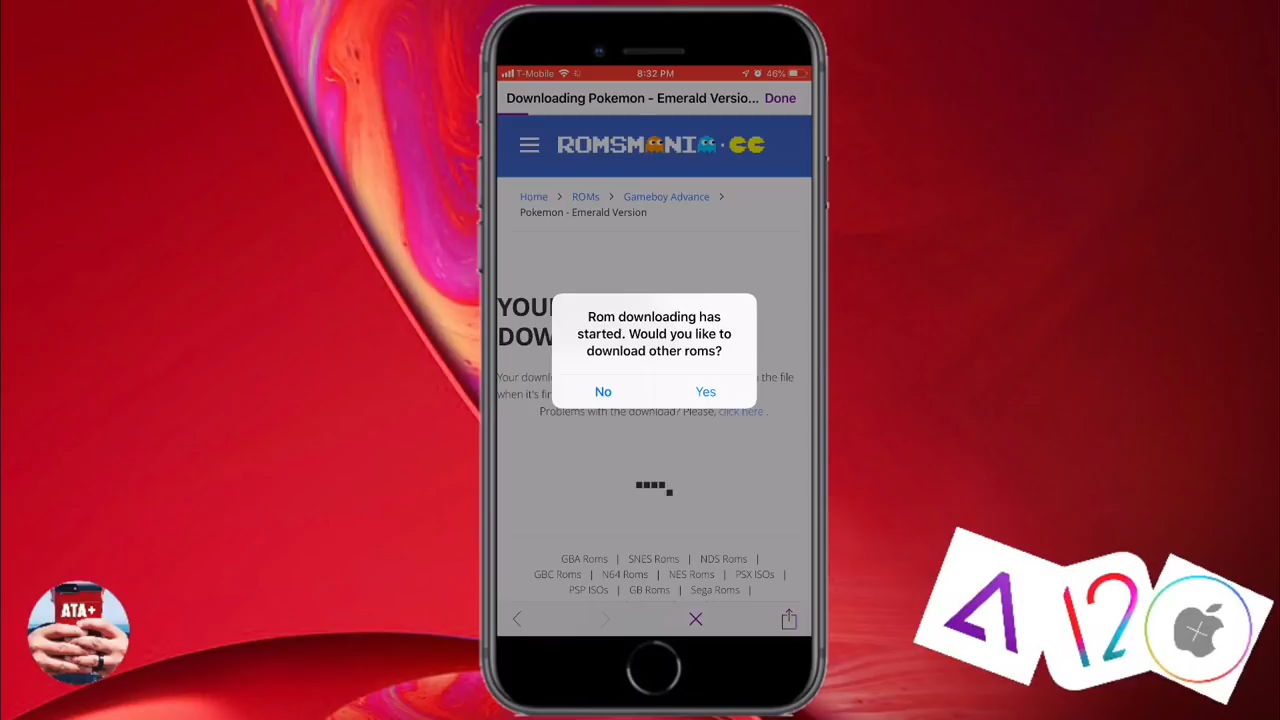 T-Mobile
8:32 PM
46%
Downloading Pokemon - Emerald Versio...
Done
ROMSMANIA.CC
Home > ROMs > Gameboy Advance >
Pokemon - Emerald Version
YOU
DOW
Rom downloading has
started. Would you like to
download other roms?
No
Yes
the file
when it's
Problems with the download? Please, click here .
GBA Roms | SNES Roms | NDS Roms |
GBC Roms | N64 Roms | NES Roms | PSX ISOs |
PSP ISOs | GB Roms | Sega Roms |
ATA+
12